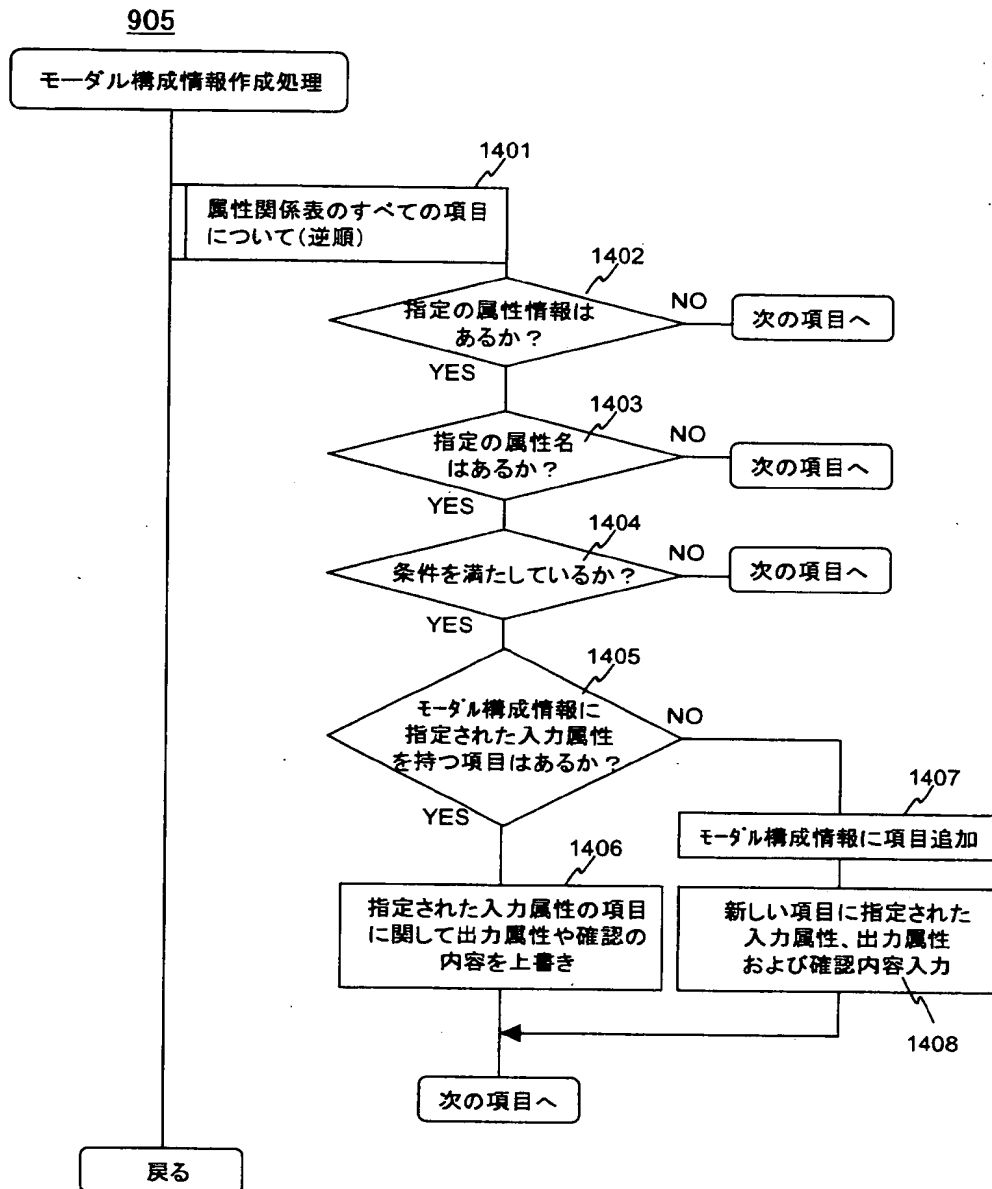 905
モーダル構成情報作成処理
1401
属性関係表のすべての項目
について(逆順)
1402
指定の属性情報は
あるか?
NO
次の項目へ
YES
1403
指定の属性名
はあるか?
NO
次の項目へ
YES
1404
条件を満たしているか?
NO
次の項目へ
YES
1405
モーダル構成情報に
指定された入力属性
を持つ項目はあるか?
NO
YES
1407
モーダル構成情報に項目追加
1406
指定された入力属性の項目
に関して出力属性や確認の
内容を上書き
新しい項目に指定された
入力属性、出力属性
および確認内容入力
1408
次の項目へ
戻る